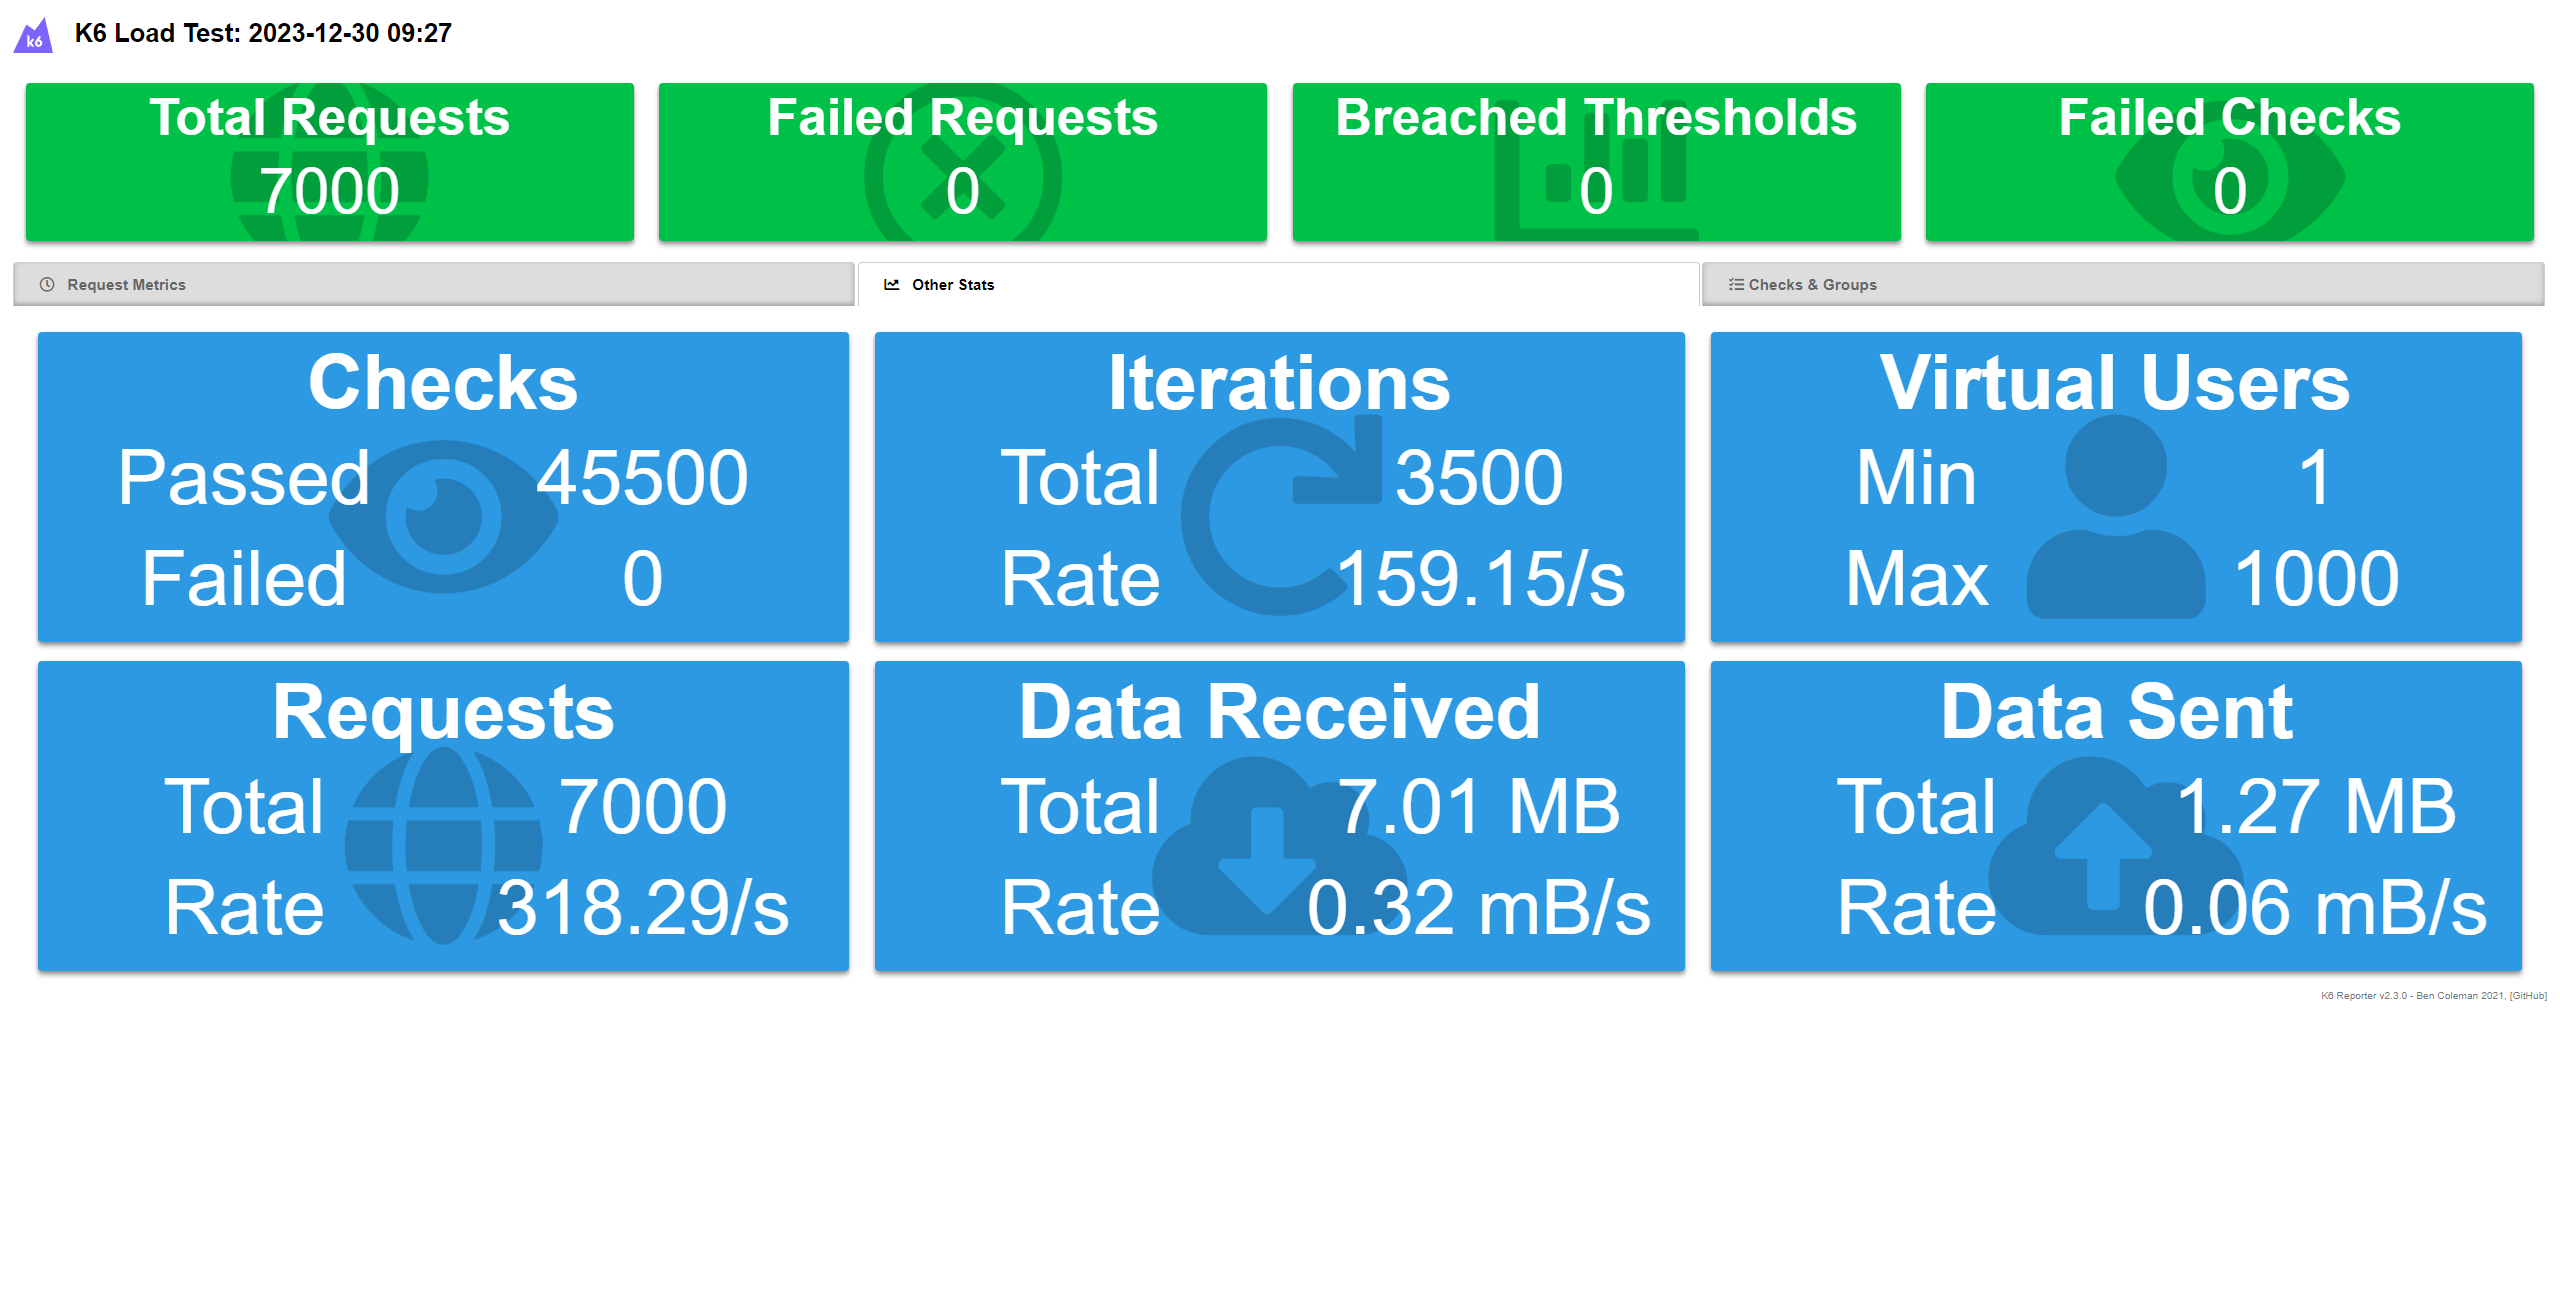 k6
K6 Load Test: 2023-12-30 09:27
Total Requests
7000
Failed Requests
0
Breached Thresholds
0
Failed Checks
0
Request Metrics
Other Stats
Checks & Groups
Checks
Passed 45500
Failed 0
Iterations
Total 3500
Rate 159.15/s
Virtual Users
Min 1
Max 1000
Requests
Total 7000
Rate 318.29/s
Data Received
Total 7.01 MB
Rate 0.32 mB/s
Data Sent
Total 1.27 MB
Rate 0.06 mB/s
K6 Reporter v2.3.0 - Ben Coleman 2021, [GitHub]